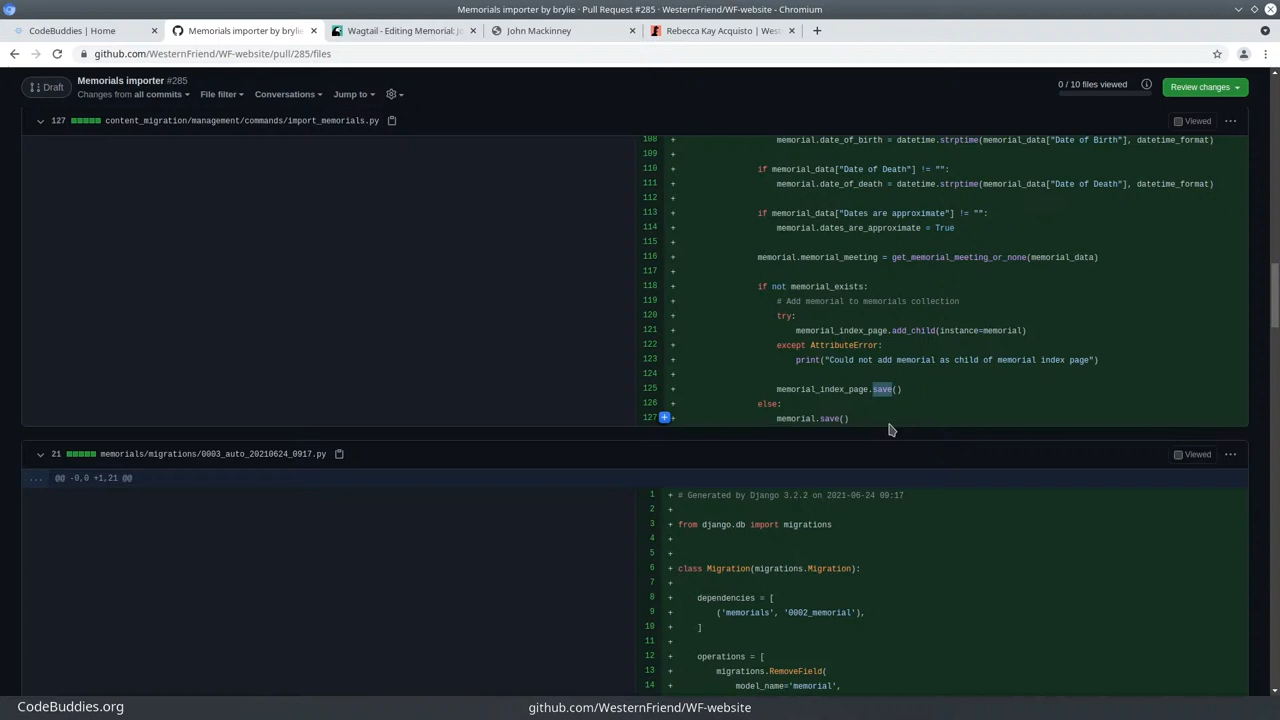 Memorials importer by brylie · Pull Request #285 · WesternFriend/WF-website - Chromium
CodeBuddies | Home
Memorials importer by brylie
Wagtail - Editing Memorial: Jo
John Mackinney
Rebecca Kay Acquisto | West
github.com/WesternFriend/WF-website/pull/285/files
Draft
Memorials importer #285
Changes from all commits
File filter
Conversations
Jump to
0 / 10 files viewed
Review changes
127 content_migration/management/commands/import_memorials.py
Viewed
108 + memorial.date_of_birth = datetime.strptime(memorial_data["Date of Birth"], datetime_format)
109 +
110 + if memorial_data["Date of Death"] != "":
111 + memorial.date_of_death = datetime.strptime(memorial_data["Date of Death"], datetime_format)
112 +
113 + if memorial_data["Dates are approximate"] != "":
114 + memorial.dates_are_approximate = True
115 +
116 + memorial.memorial_meeting = get_memorial_meeting_or_none(memorial_data)
117 +
118 + if not memorial_exists:
119 + # Add memorial to memorials collection
120 + try:
121 + memorial_index_page.add_child(instance=memorial)
122 + except AttributeError:
123 + print("Could not add memorial as child of memorial index page")
124 +
125 + memorial_index_page.save()
126 + else:
127 + memorial.save()
21 memorials/migrations/0003_auto_20210624_0917.py
Viewed
... @@ -0,0 +1,21 @@
1 + # Generated by Django 3.2.2 on 2021-06-24 09:17
2 +
3 + from django.db import migrations
4 +
5 +
6 + class Migration(migrations.Migration):
7 +
8 + dependencies = [
9 + ('memorials', '0002_memorial'),
10 + ]
11 +
12 + operations = [
13 + migrations.RemoveField(
14 + model_name='memorial',
CodeBuddies.org
github.com/WesternFriend/WF-website